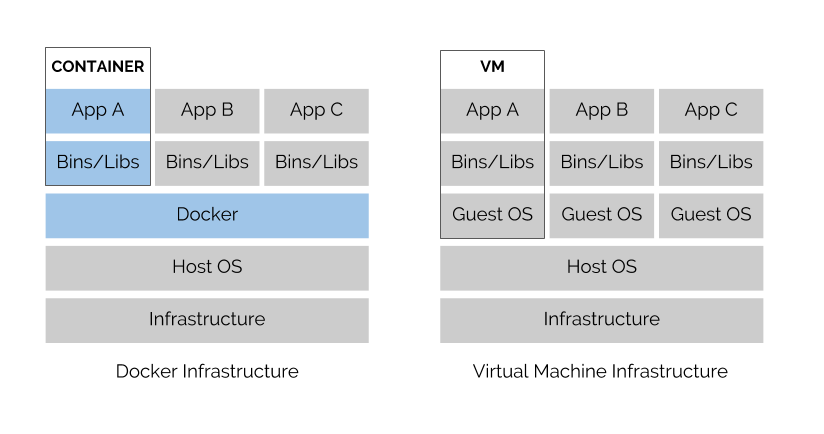 CONTAINER
App A
App B
App C
Bins/Libs
Bins/Libs
Bins/Libs
Docker
Host OS
Infrastructure
Docker Infrastructure
VM
App A
App B
App C
Bins/Libs
Bins/Libs
Bins/Libs
Guest OS
Guest OS
Guest OS
Host OS
Infrastructure
Virtual Machine Infrastructure